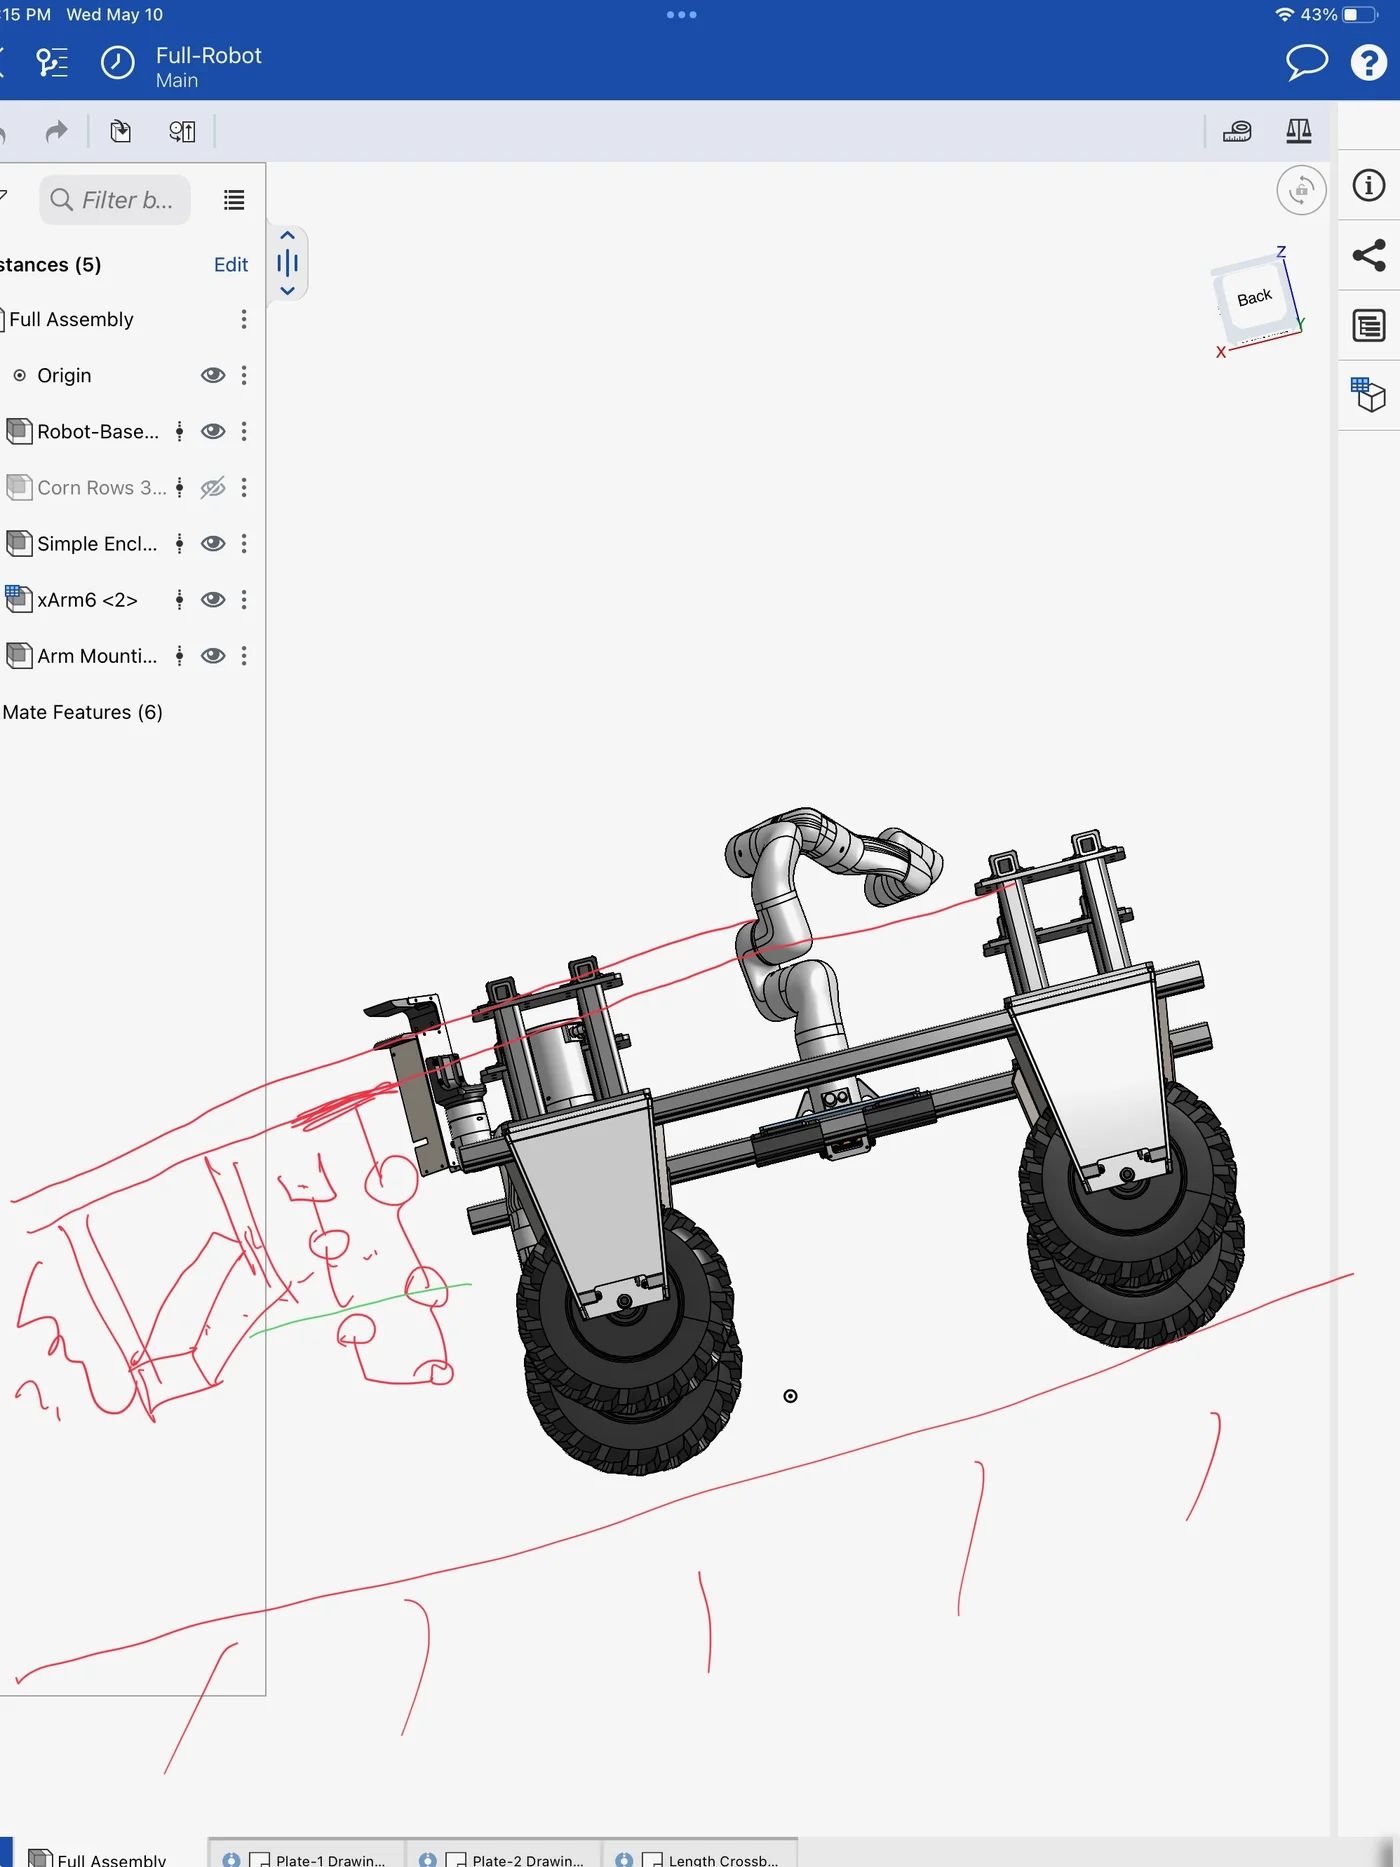 :15 PM Wed May 10
43%
Full-Robot
Main
Filter b...
stances (5)
Edit
Full Assembly
Origin
Robot-Base...
Corn Rows 3...
Simple Encl...
xArm6 <2>
Arm Mounti...
Mate Features (6)
Z
Back
Y
X
Full Assembly
Plate-1 Drawin...
Plate-2 Drawin...
Length Crossb...